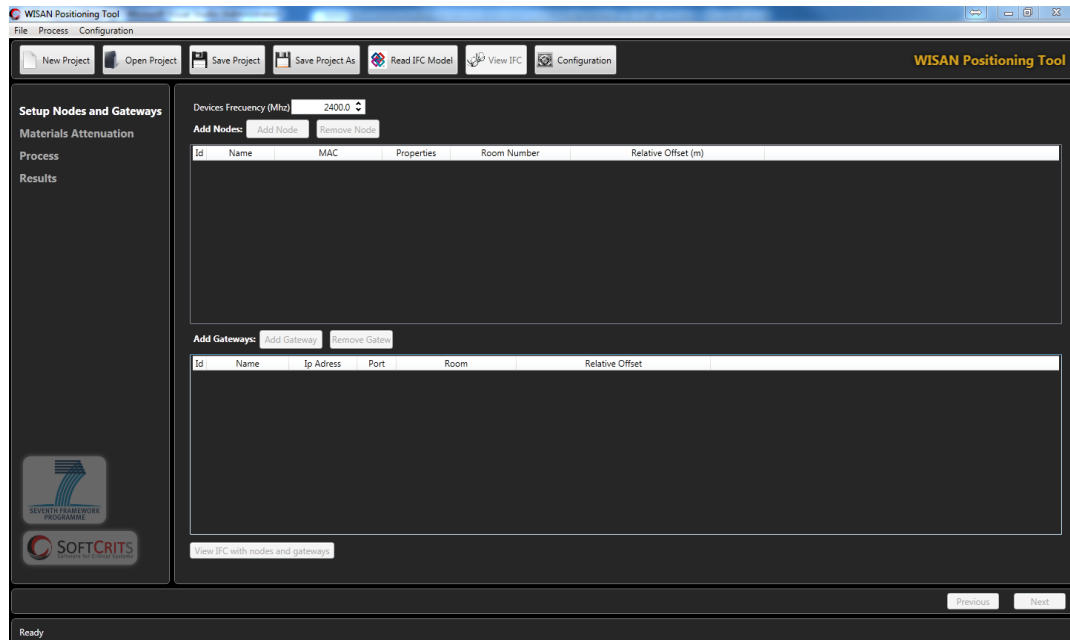 WISAN Positioning Tool
File Process Configuration
New Project Open Project Save Project Save Project As Read IFC Model View IFC Configuration WISAN Positioning Tool
Setup Nodes and Gateways
Materials Attenuation
Process
Results
Devices Frecuency (Mhz) 2400.0
Add Nodes: Add Node Remove Node
Id Name MAC Properties Room Number Relative Offset (m)
Add Gateways: Add Gateway Remove Gatew
Id Name Ip Adress Port Room Relative Offset
View IFC with nodes and gateways
SEVENTH FRAMEWORK
PROGRAMME
SOFTCRITS
Software for Critical Systems
Previous Next
Ready